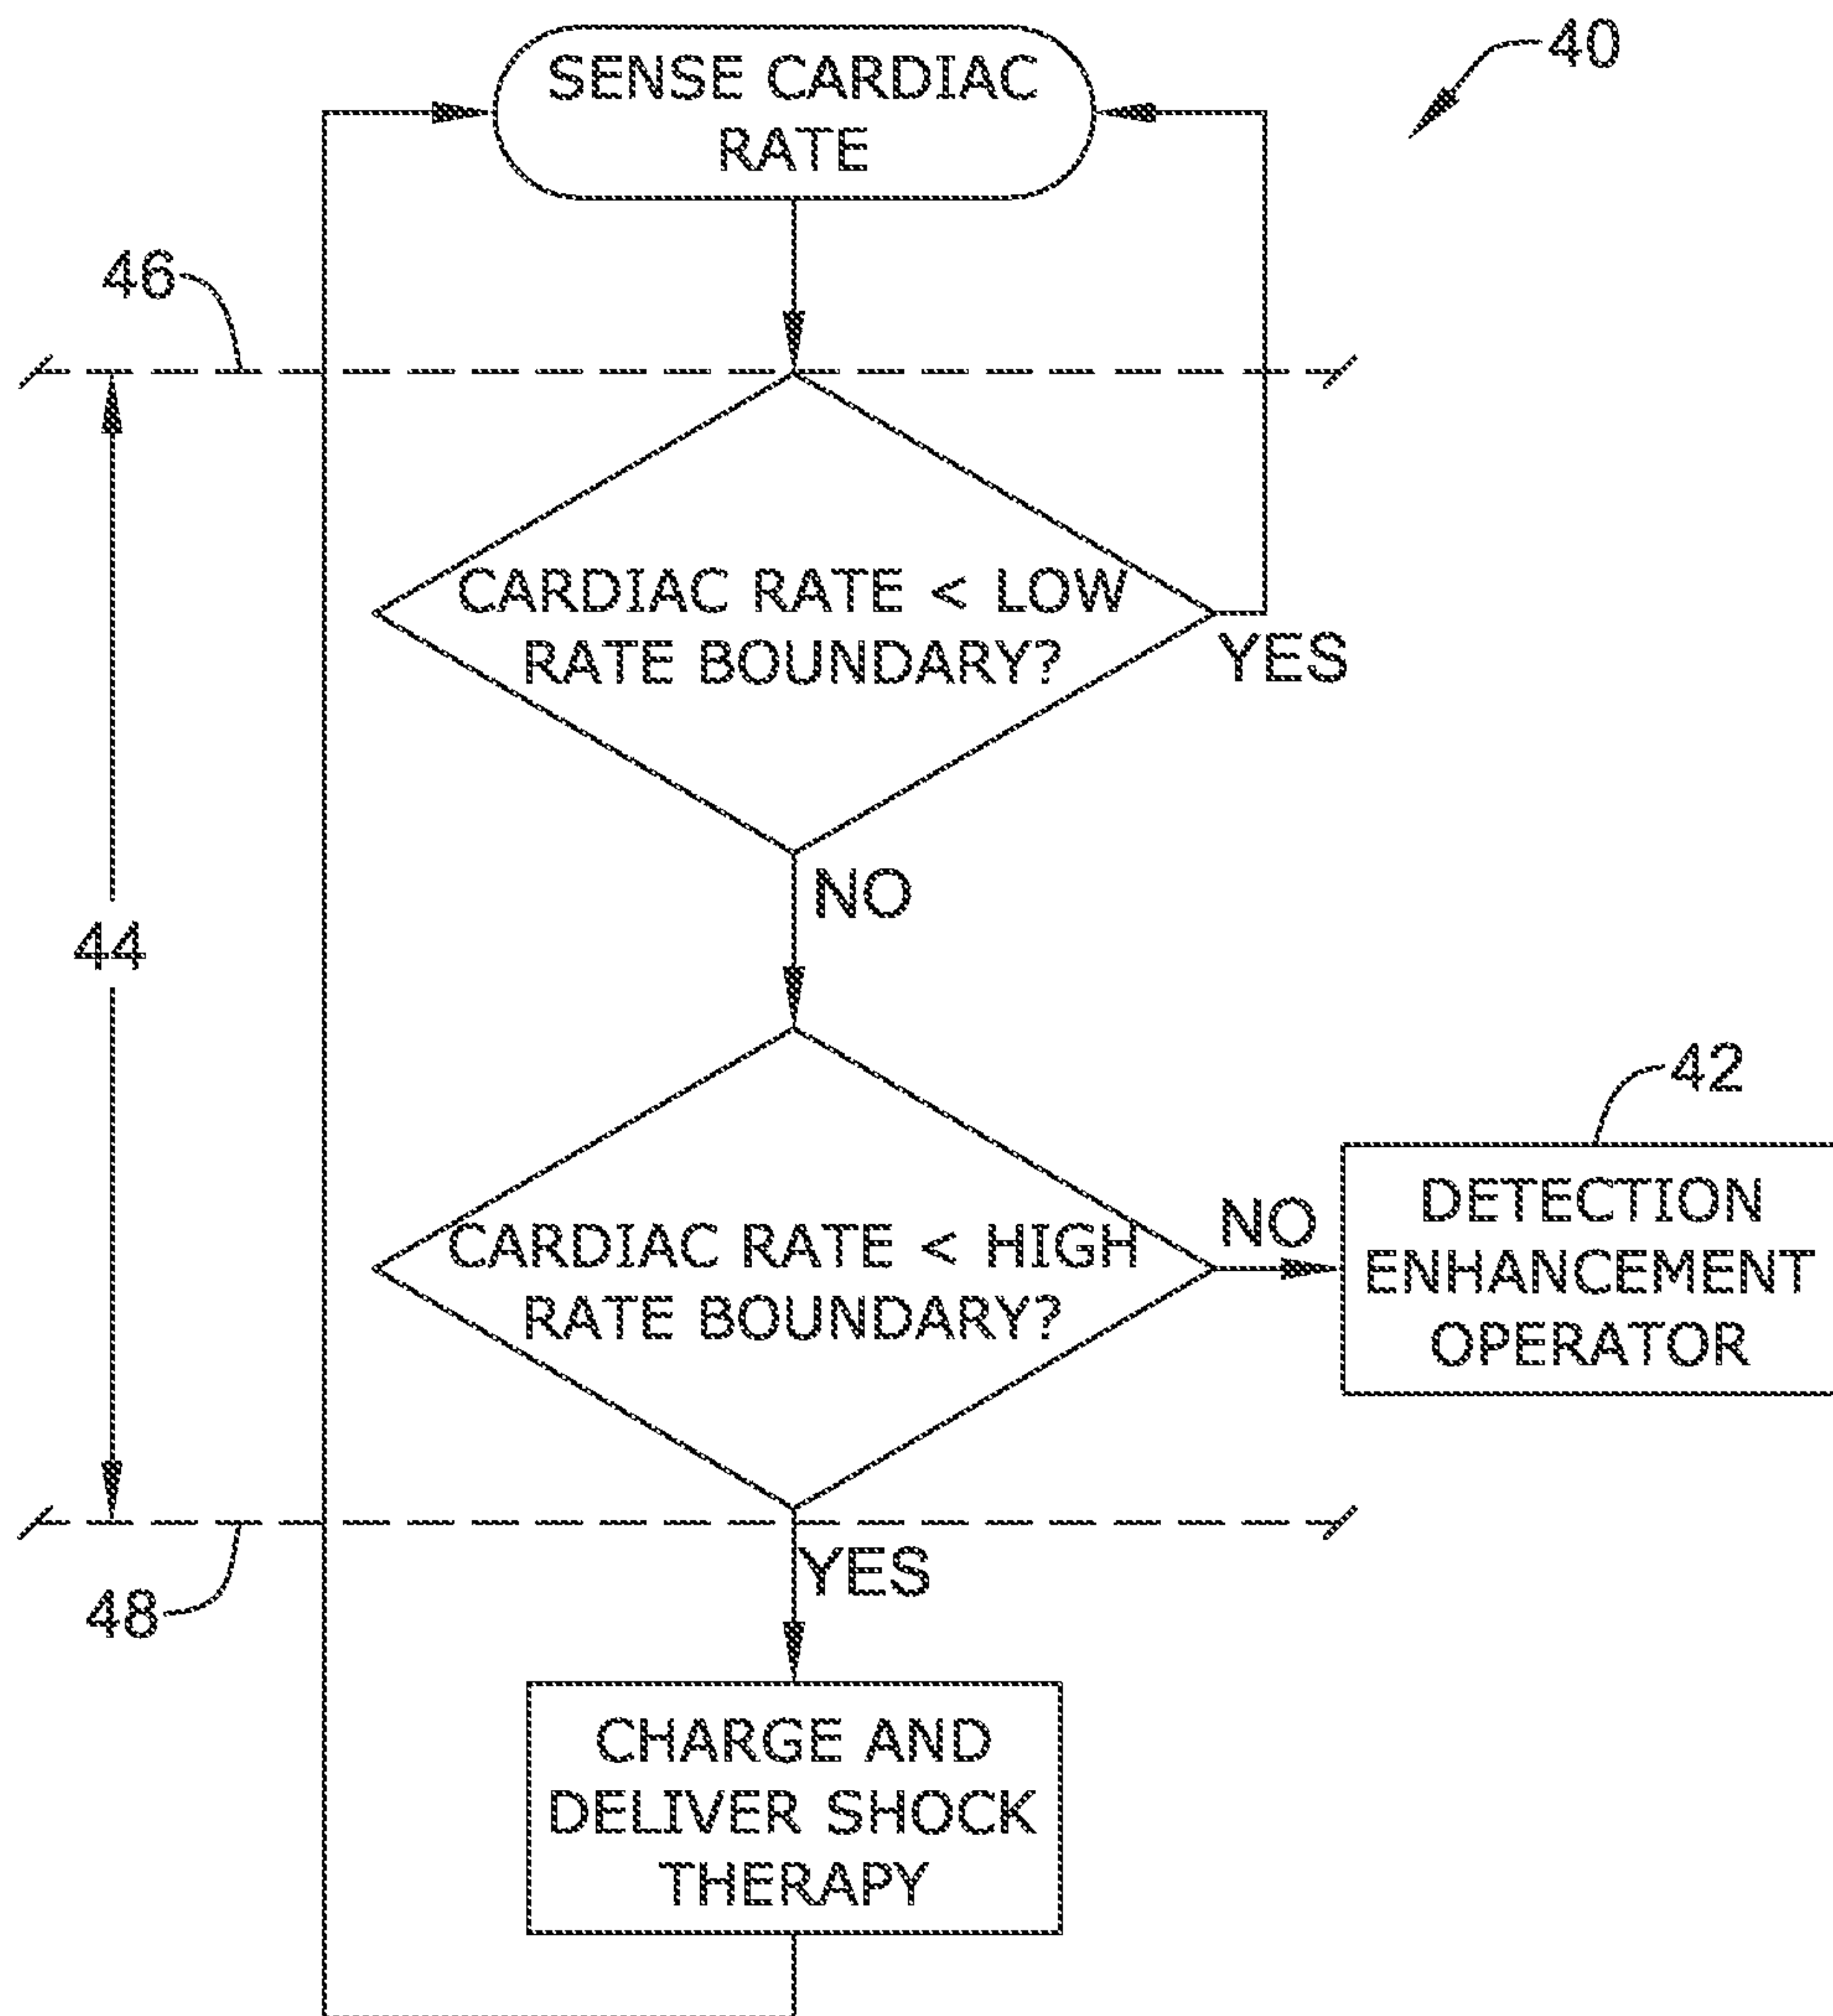 40
SENSE CARDIAC
RATE
46
CARDIAC RATE < LOW
RATE BOUNDARY?
YES
NO
44
42
CARDIAC RATE < HIGH
RATE BOUNDARY?
NO
DETECTION
ENHANCEMENT
OPERATOR
YES
48
CHARGE AND
DELIVER SHOCK
THERAPY